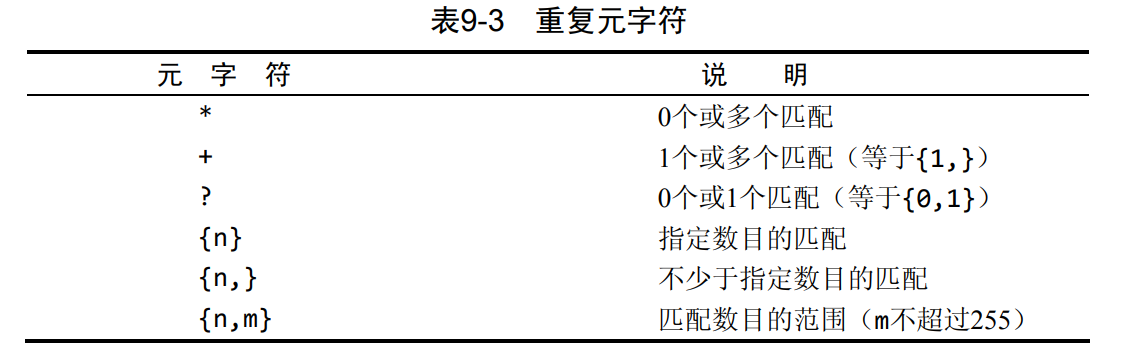 表9-3 重复元字符
元 字 符 说 明
* 0个或多个匹配
+ 1个或多个匹配（等于{1,}）
? 0个或1个匹配（等于{0,1}）
{n} 指定数目的匹配
{n,} 不少于指定数目的匹配
{n,m} 匹配数目的范围（m不超过255）